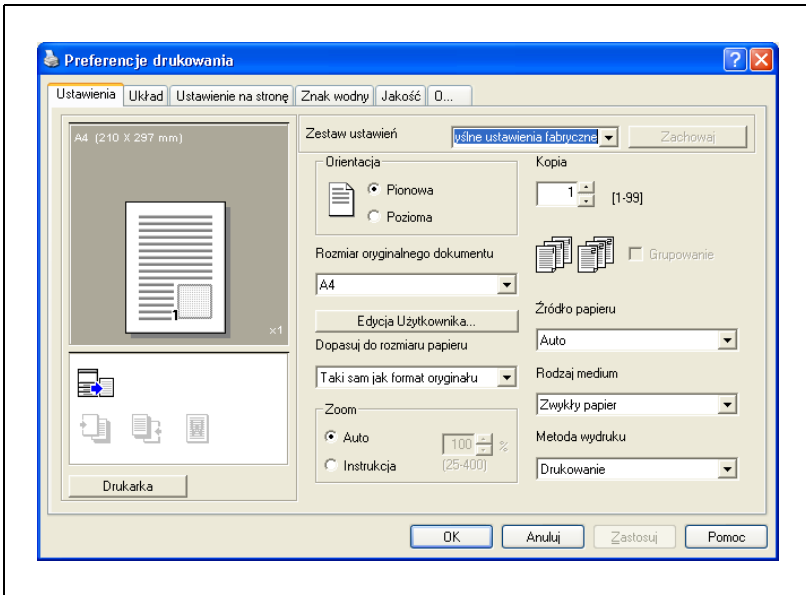 Preferencje drukowania
Ustawienia Układ Ustawienie na stronę Znak wodny Jakość O...
A4 (210 X 297 mm)
x1
1
Drukarka
Zestaw ustawień
yślne ustawienia fabryczne
Zachowaj
Orientacja
Pionowa
Pozioma
Rozmiar oryginalnego dokumentu
A4
Edycja Użytkownika...
Dopasuj do rozmiaru papieru
Taki sam jak format oryginału
Zoom
Auto
100 %
Instrukcja
(25-400)
Kopia
1 [1-99]
Grupowanie
Źródło papieru
Auto
Rodzaj medium
Zwykły papier
Metoda wydruku
Drukowanie
OK Anuluj Zastosuj Pomoc